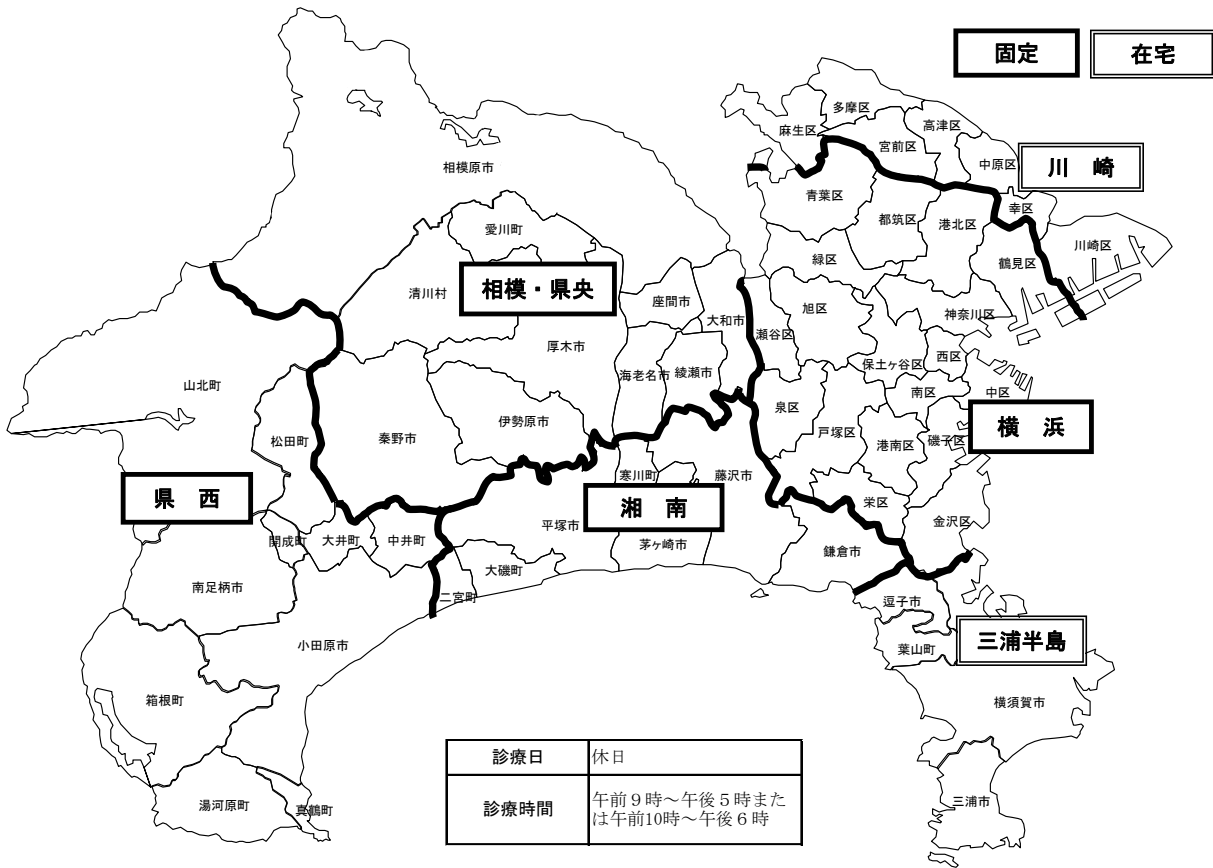 固定
在宅
多摩区
麻生区
高津区
宮前区
中原区
川 崎
相模原市
青葉区
幸区
都筑区
港北区
川崎区
愛川町
鶴見区
緑区
清川村
相模・県央
座間市
旭区
大和市
神奈川区
瀬谷区
厚木市
西区
保土ヶ谷区
海老名市
綾瀬市
山北町
南区
中区
泉区
伊勢原市
横 浜
戸塚区
秦野市
松田町
港南区
磯子区
寒川町
藤沢市
県 西
栄区
湘 南
金沢区
平塚市
開成町
大井町
中井町
茅ヶ崎市
鎌倉市
大磯町
南足柄市
二宮町
逗子市
小田原市
葉山町
三浦半島
箱根町
横須賀市
診療日
休日
診療時間
午前９時～午後５時また
は午前10時～午後６時
湯河原町
真鶴町
三浦市